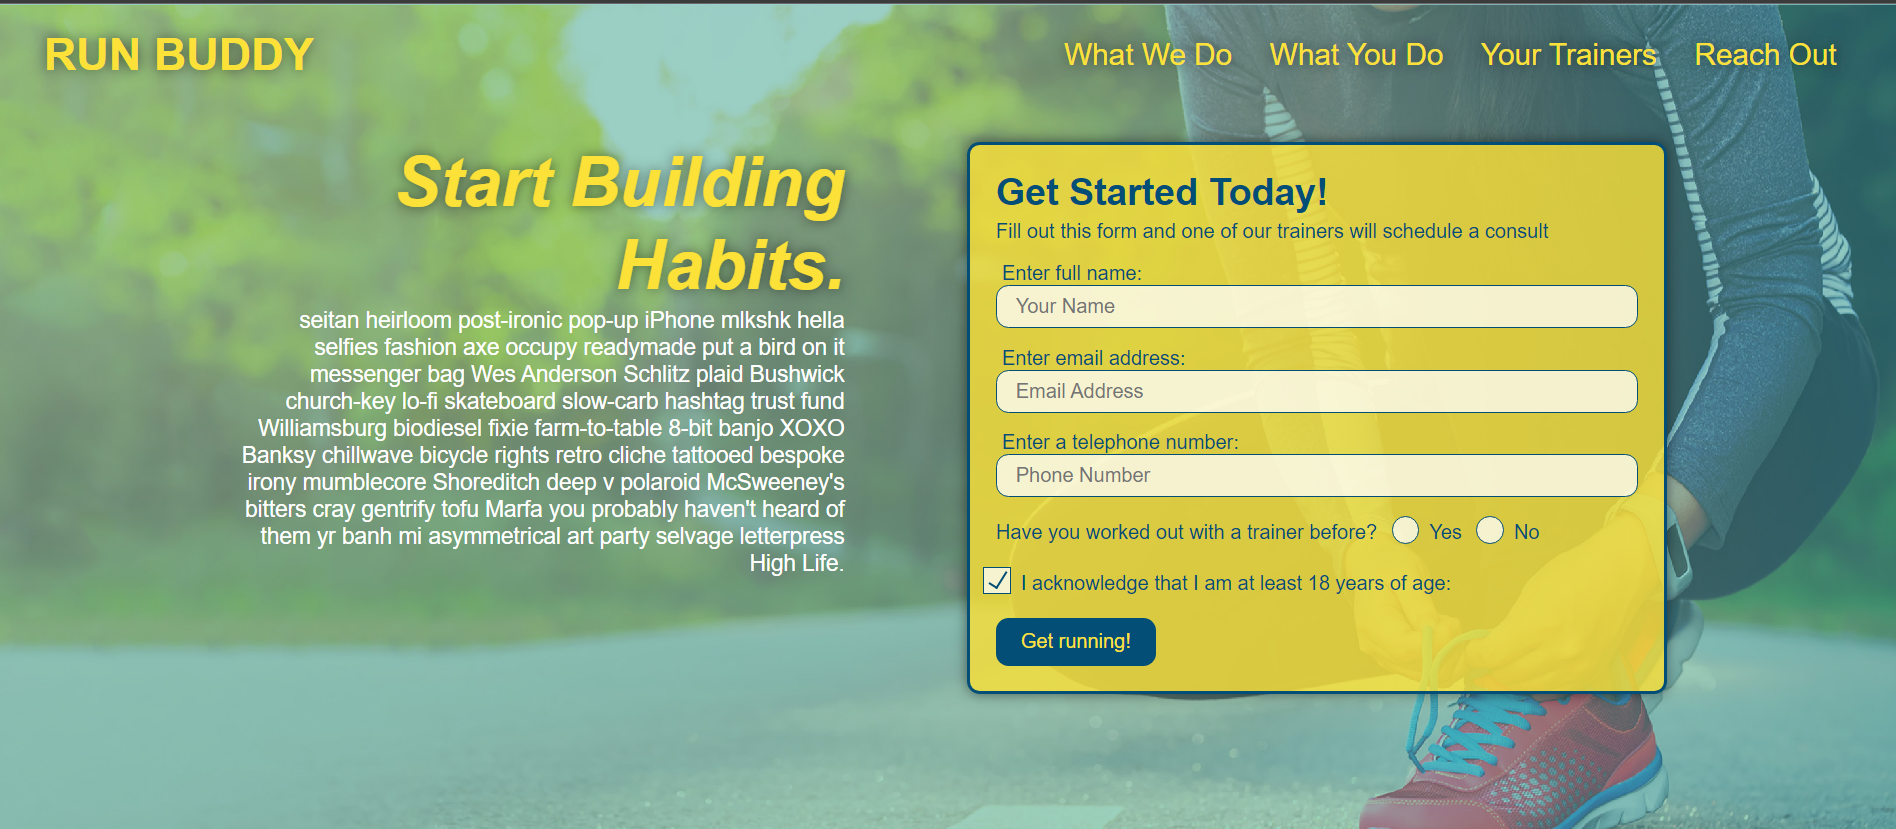 RUN BUDDY
What We Do What You Do Your Trainers Reach Out
Start Building
Habits.
seitan heirloom post-ironic pop-up iPhone mlkshk hella
selfies fashion axe occupy readymade put a bird on it
messenger bag Wes Anderson Schlitz plaid Bushwick
church-key lo-fi skateboard slow-carb hashtag trust fund
Williamsburg biodiesel fixie farm-to-table 8-bit banjo XOXO
Banksy chillwave bicycle rights retro cliche tattooed bespoke
irony mumblecore Shoreditch deep v polaroid McSweeney's
bitters cray gentrify tofu Marfa you probably haven't heard of
them yr banh mi asymmetrical art party selvage letterpress
High Life.
Get Started Today!
Fill out this form and one of our trainers will schedule a consult
Enter full name:
Your Name
Enter email address:
Email Address
Enter a telephone number:
Phone Number
Have you worked out with a trainer before? Yes No
I acknowledge that I am at least 18 years of age:
Get running!